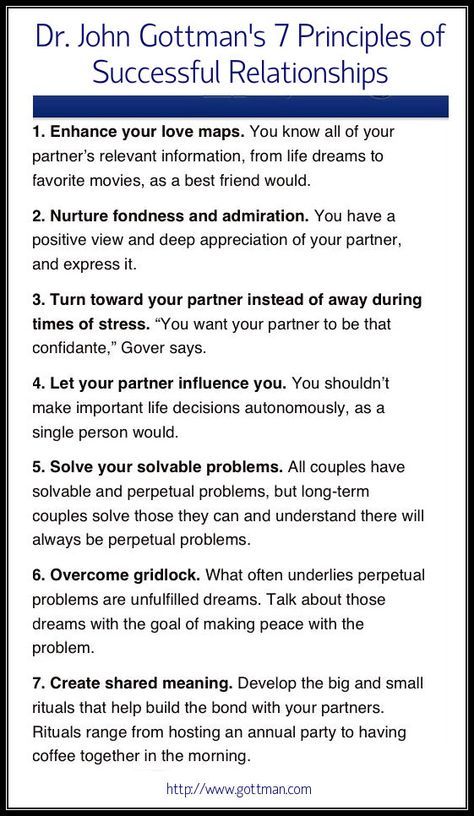 Dr. John Gottman's 7 Principles of
Successful Relationships
1. Enhance your love maps. You know all of your
partner's relevant information, from life dreams to
favorite movies, as a best friend would.
2. Nurture fondness and admiration. You have a
positive view and deep appreciation of your partner,
and express it.
3. Turn toward your partner instead of away during
times of stress. “You want your partner to be that
confidante,” Gover says.
4. Let your partner influence you. You shouldn't
make important life decisions autonomously, as a
single person would.
5. Solve your solvable problems. All couples have
solvable and perpetual problems, but long-term
couples solve those they can and understand there will
always be perpetual problems.
6. Overcome gridlock. What often underlies perpetual
problems are unfulfilled dreams. Talk about those
dreams with the goal of making peace with the
problem.
7. Create shared meaning. Develop the big and small
rituals that help build the bond with your partners.
Rituals range from hosting an annual party to having
coffee together in the morning.
http://www.gottman.com